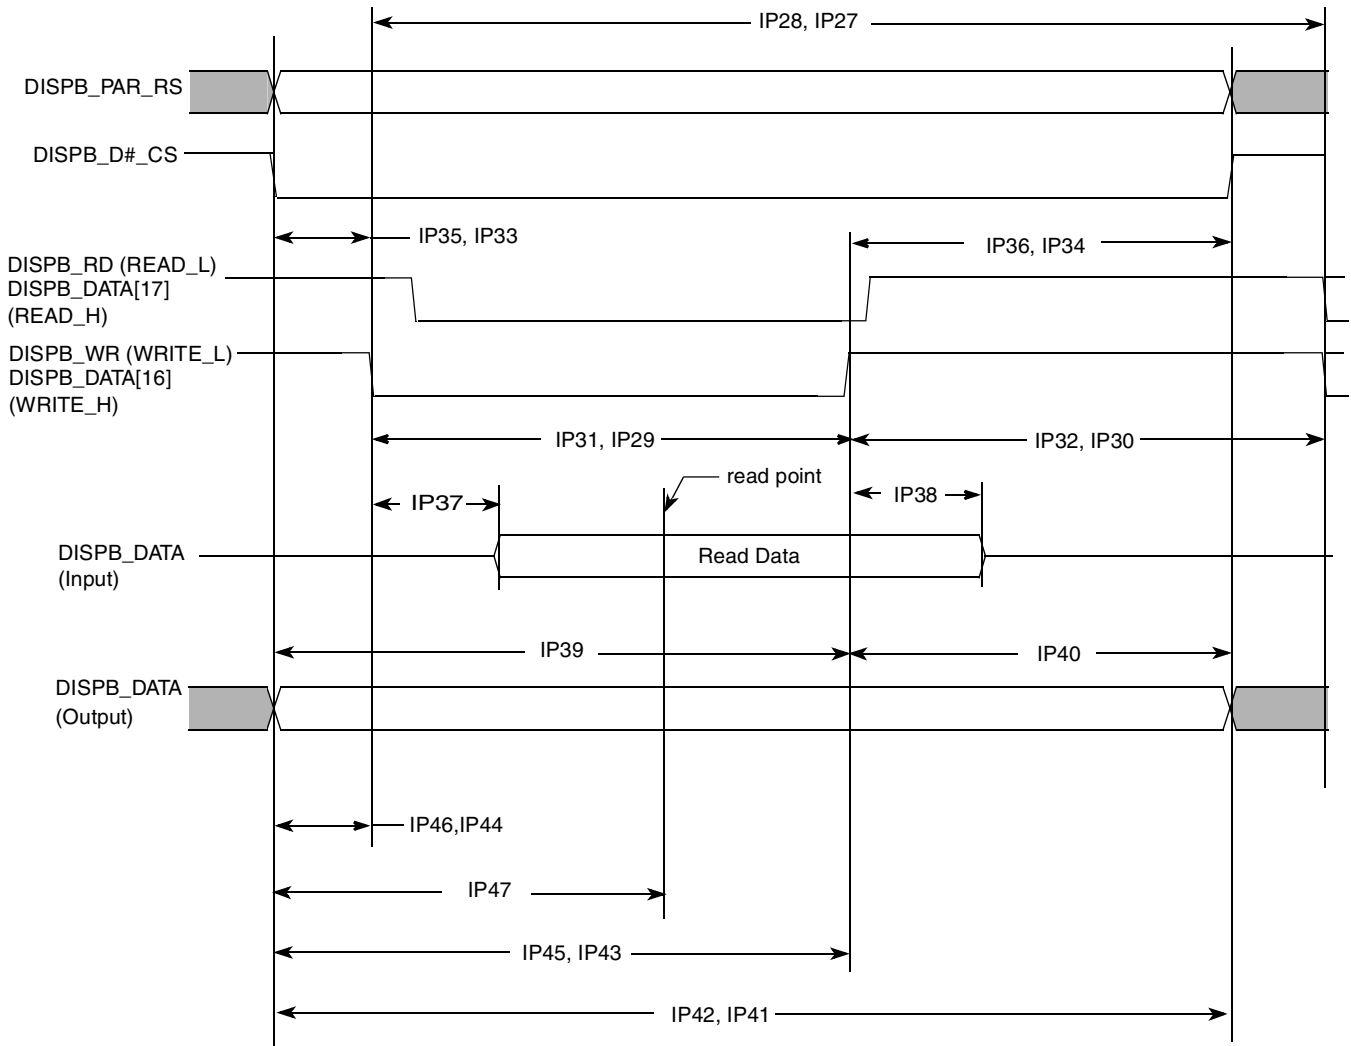 IP28, IP27
DISPB_PAR_RS
DISPB_D#_CS
IP35, IP33
IP36, IP34
DISPB_RD (READ_L)
DISPB_DATA[17]
(READ_H)
DISPB_WR (WRITE_L)
DISPB_DATA[16]
(WRITE_H)
IP31, IP29
IP32, IP30
read point
IP37
IP38
DISPB_DATA
(Input)
Read Data
IP39
IP40
DISPB_DATA
(Output)
IP46,IP44
IP47
IP45, IP43
IP42, IP41